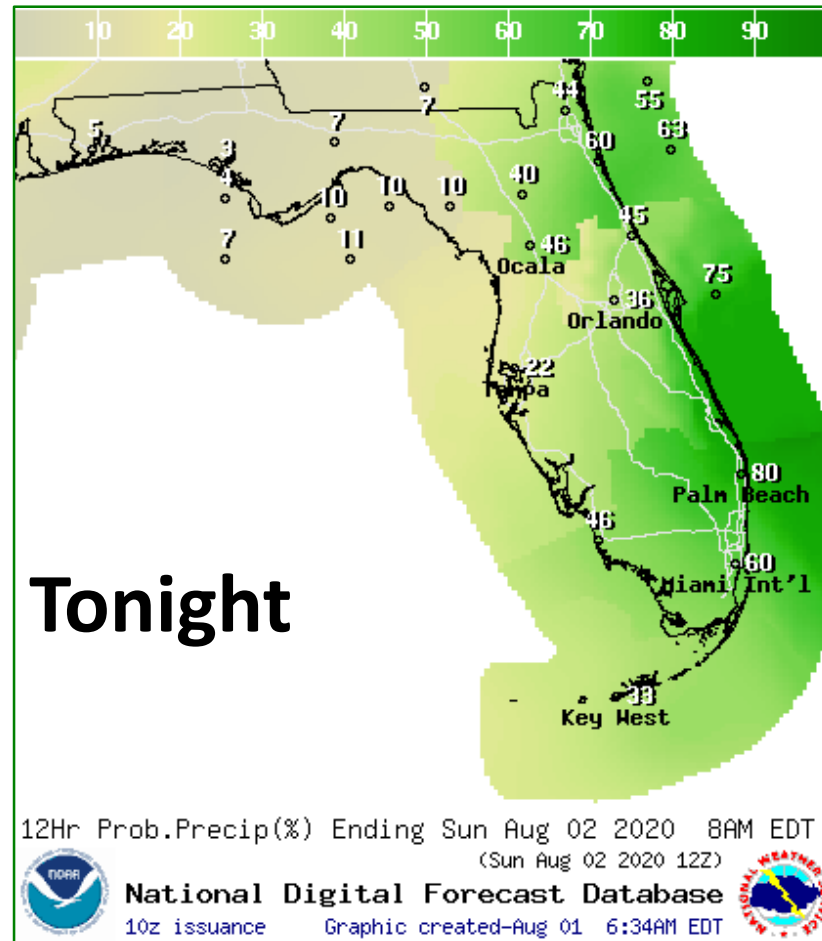 10 20 30 40 50 60 70 80 90
7 55
44
5 3 7 60 63
4 10 10 10 40
45
7 11 46
Ocala
75
36
Orlando
22
Tampa
80
Palm Beach
46
60
Miami Int'l
Tonight
33
Key West
12Hr Prob.Precip(%) Ending Sun Aug 02 2020 8AM EDT
(Sun Aug 02 2020 12Z)
NOAA
National Digital Forecast Database
10z issuance Graphic created-Aug 01 6:34AM EDT